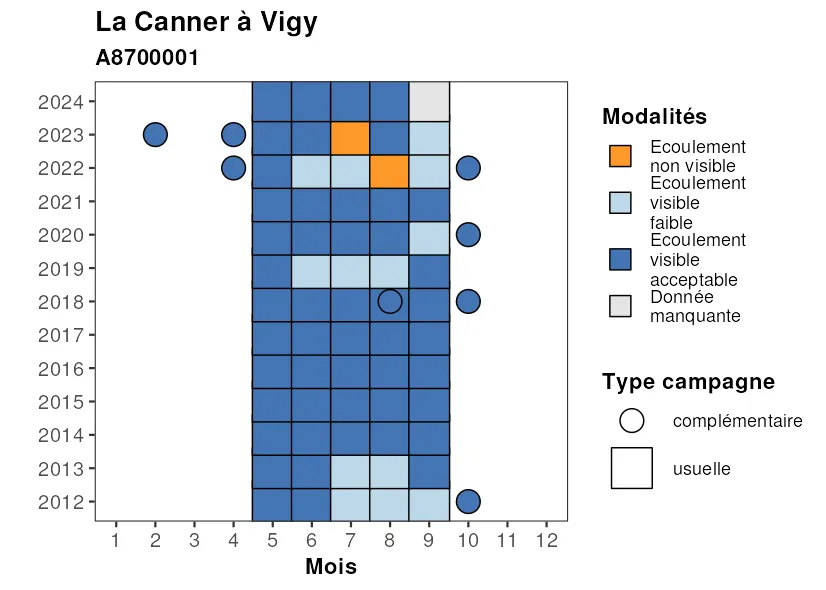 La Canner à Vigy
A8700001
2024
2023
2022
2021
2020
2019
2018
2017
2016
2015
2014
2013
2012
1 2 3 4 5 6 7 8 9 10 11 12
Mois
Modalités
Ecoulement
non visible
Ecoulement
visible
faible
Ecoulement
visible
acceptable
Donnée
manquante
Type campagne
complémentaire
usuelle